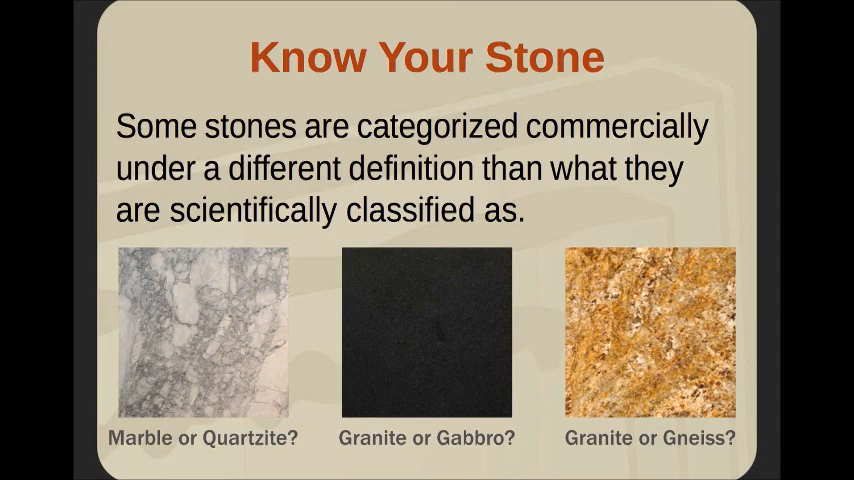 Know Your Stone
Some stones are categorized commercially
under a different definition than what they
are scientifically classified as.
Marble or Quartzite? Granite or Gabbro? Granite or Gneiss?